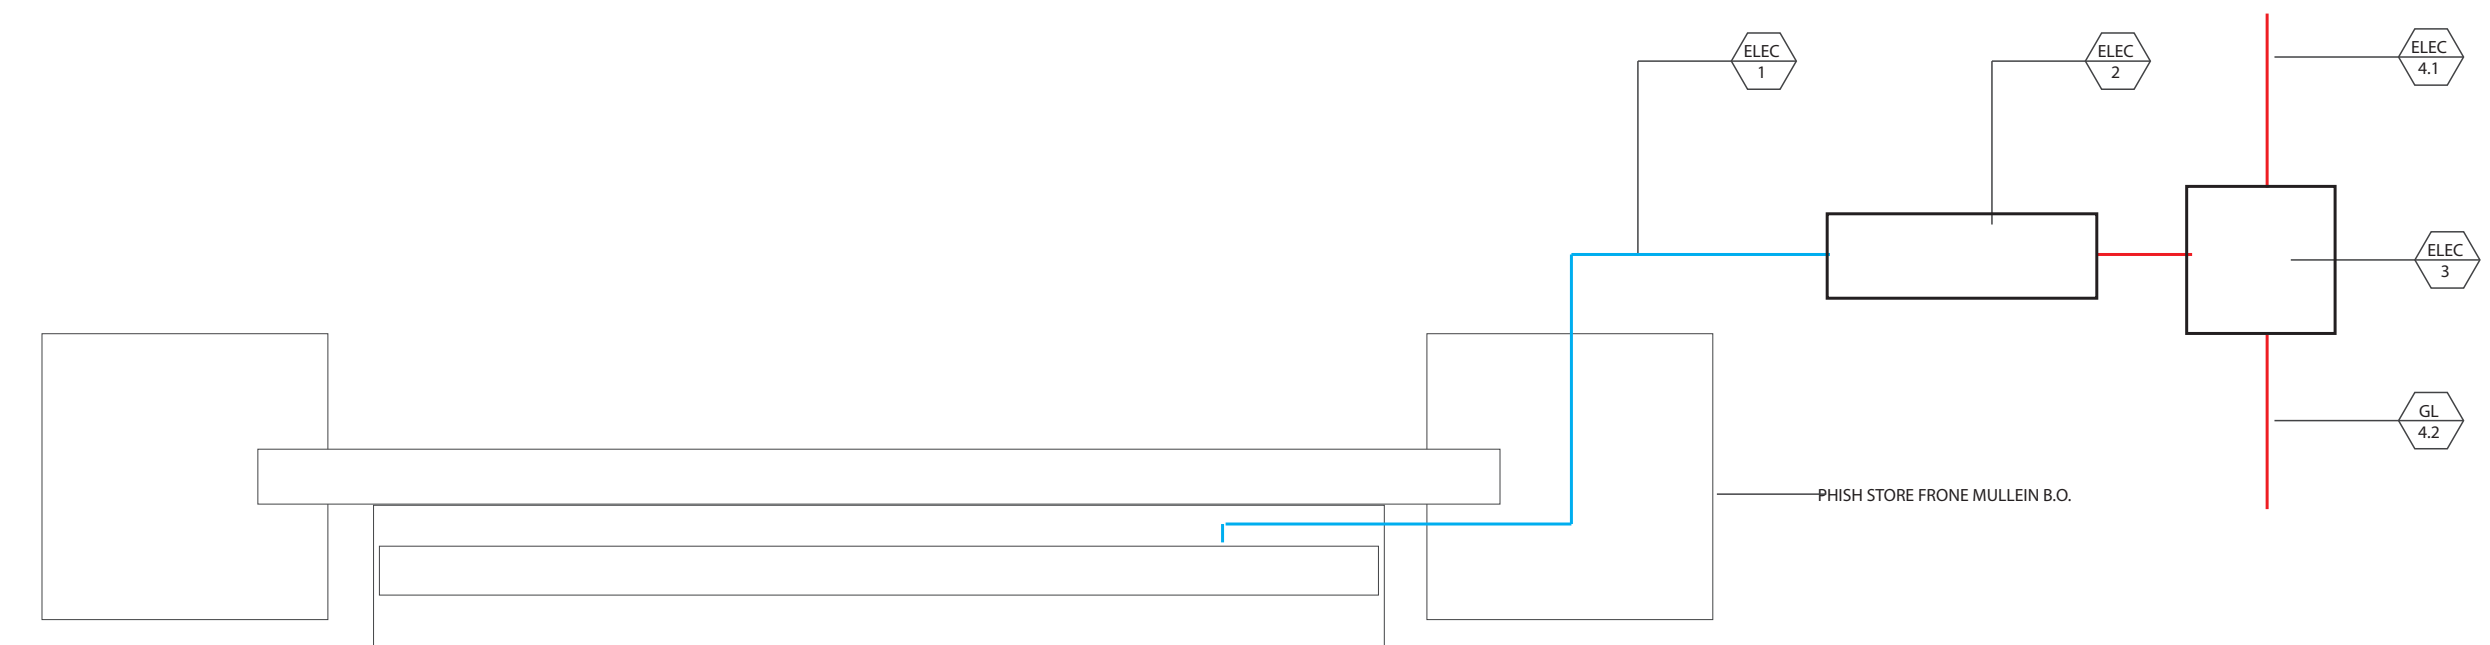 ELEC
1
ELEC
2
ELEC
4.1
ELEC
3
GL
4.2
PHISH STORE FRONE MULLEIN B.O.